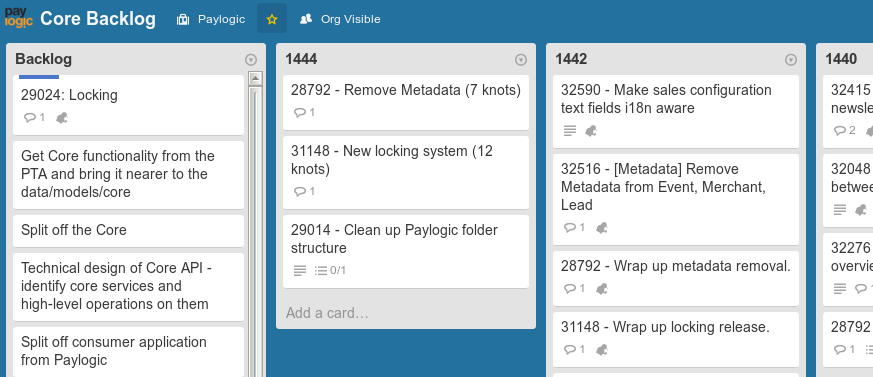 pay
logic
Core Backlog
Paylogic
Org Visible
Backlog
29024: Locking
1
Get Core functionality from the
PTA and bring it nearer to the
data/models/core
Split off the Core
Technical design of Core API -
identify core services and
high-level operations on them
Split off consumer application
from Paylogic
1444
28792 - Remove Metadata (7 knots)
1
31148 - New locking system (12
knots)
1
29014 - Clean up Paylogic folder
structure
0/1
Add a card…
1442
32590 - Make sales configuration
text fields i18n aware
32516 - [Metadata] Remove
Metadata from Event, Merchant,
Lead
1
28792 - Wrap up metadata removal.
1
31148 - Wrap up locking release.
1
1440
32415
newsle
2
32048
betwee
32276
overvie
1
28792
1